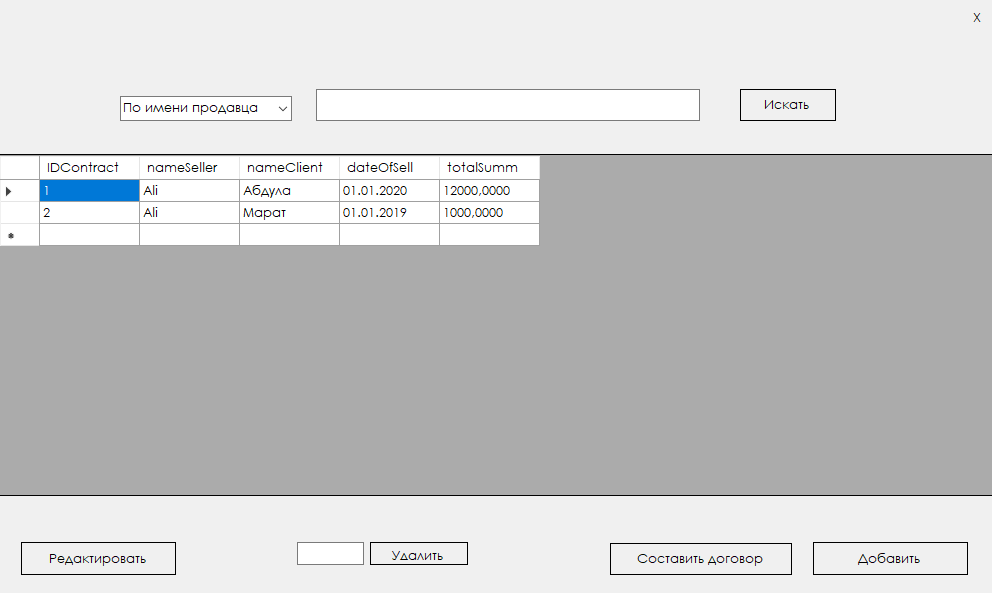 X
По имени продавца Искать
IDContract nameSeller nameClient dateOfSell totalSumm
1 Ali Абдула 01.01.2020 12000,0000
2 Ali Марат 01.01.2019 1000,0000
Редактировать Удалить Составить договор Добавить